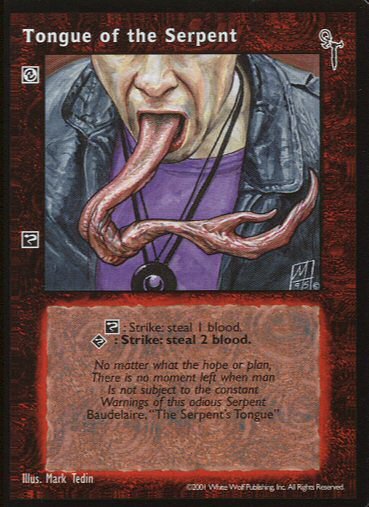 Tongue of the Serpent
M
95©
: Strike: steal 1 blood.
: Strike: steal 2 blood.
No matter what the hope or plan,
There is no moment left when man
Is not subject to the constant
Warnings of this odious Serpent
Baudelaire, "The Serpent's Tongue"
Illus. Mark Tedin
©2001 White Wolf Publishing, Inc. All Rights Reserved.